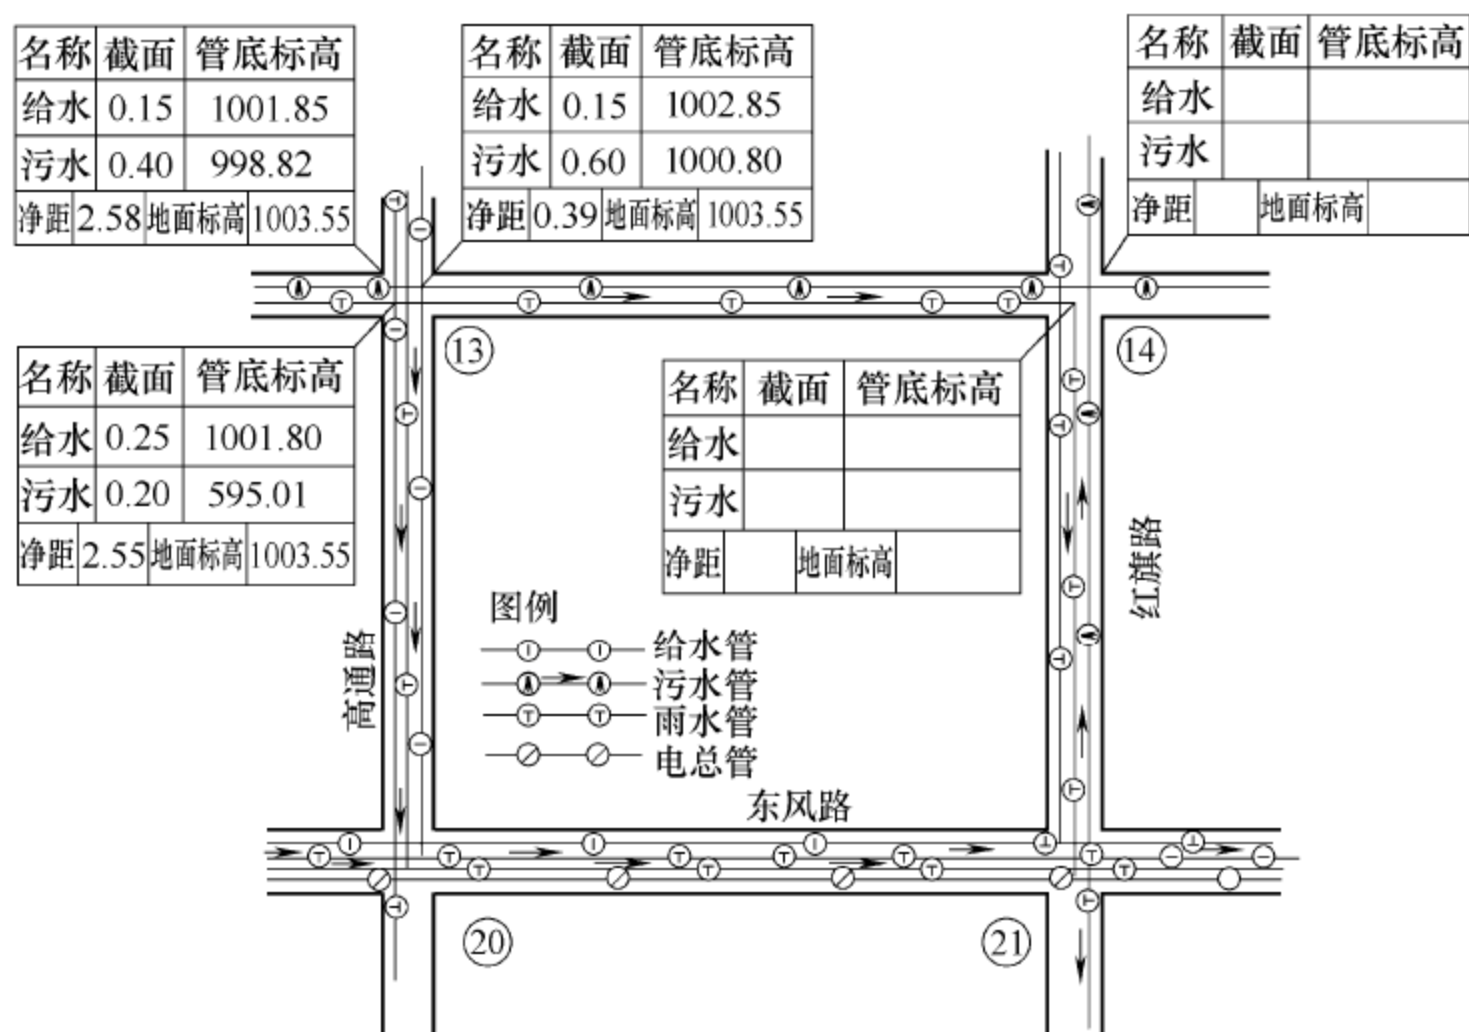 名称 截面 管底标高
给水 0.15 1001.85
污水 0.40 998.82
净距 2.58 地面标高 1003.55
名称 截面 管底标高
给水 0.15 1002.85
污水 0.60 1000.80
净距 0.39 地面标高 1003.55
名称 截面 管底标高
给水
污水
净距 地面标高
13
14
名称 截面 管底标高
给水 0.25 1001.80
污水 0.20 595.01
净距 2.55 地面标高 1003.55
名称 截面 管底标高
给水
污水
净距 地面标高
图例
给水管
污水管
雨水管
电总管
高通路
红旗路
东风路
20
21